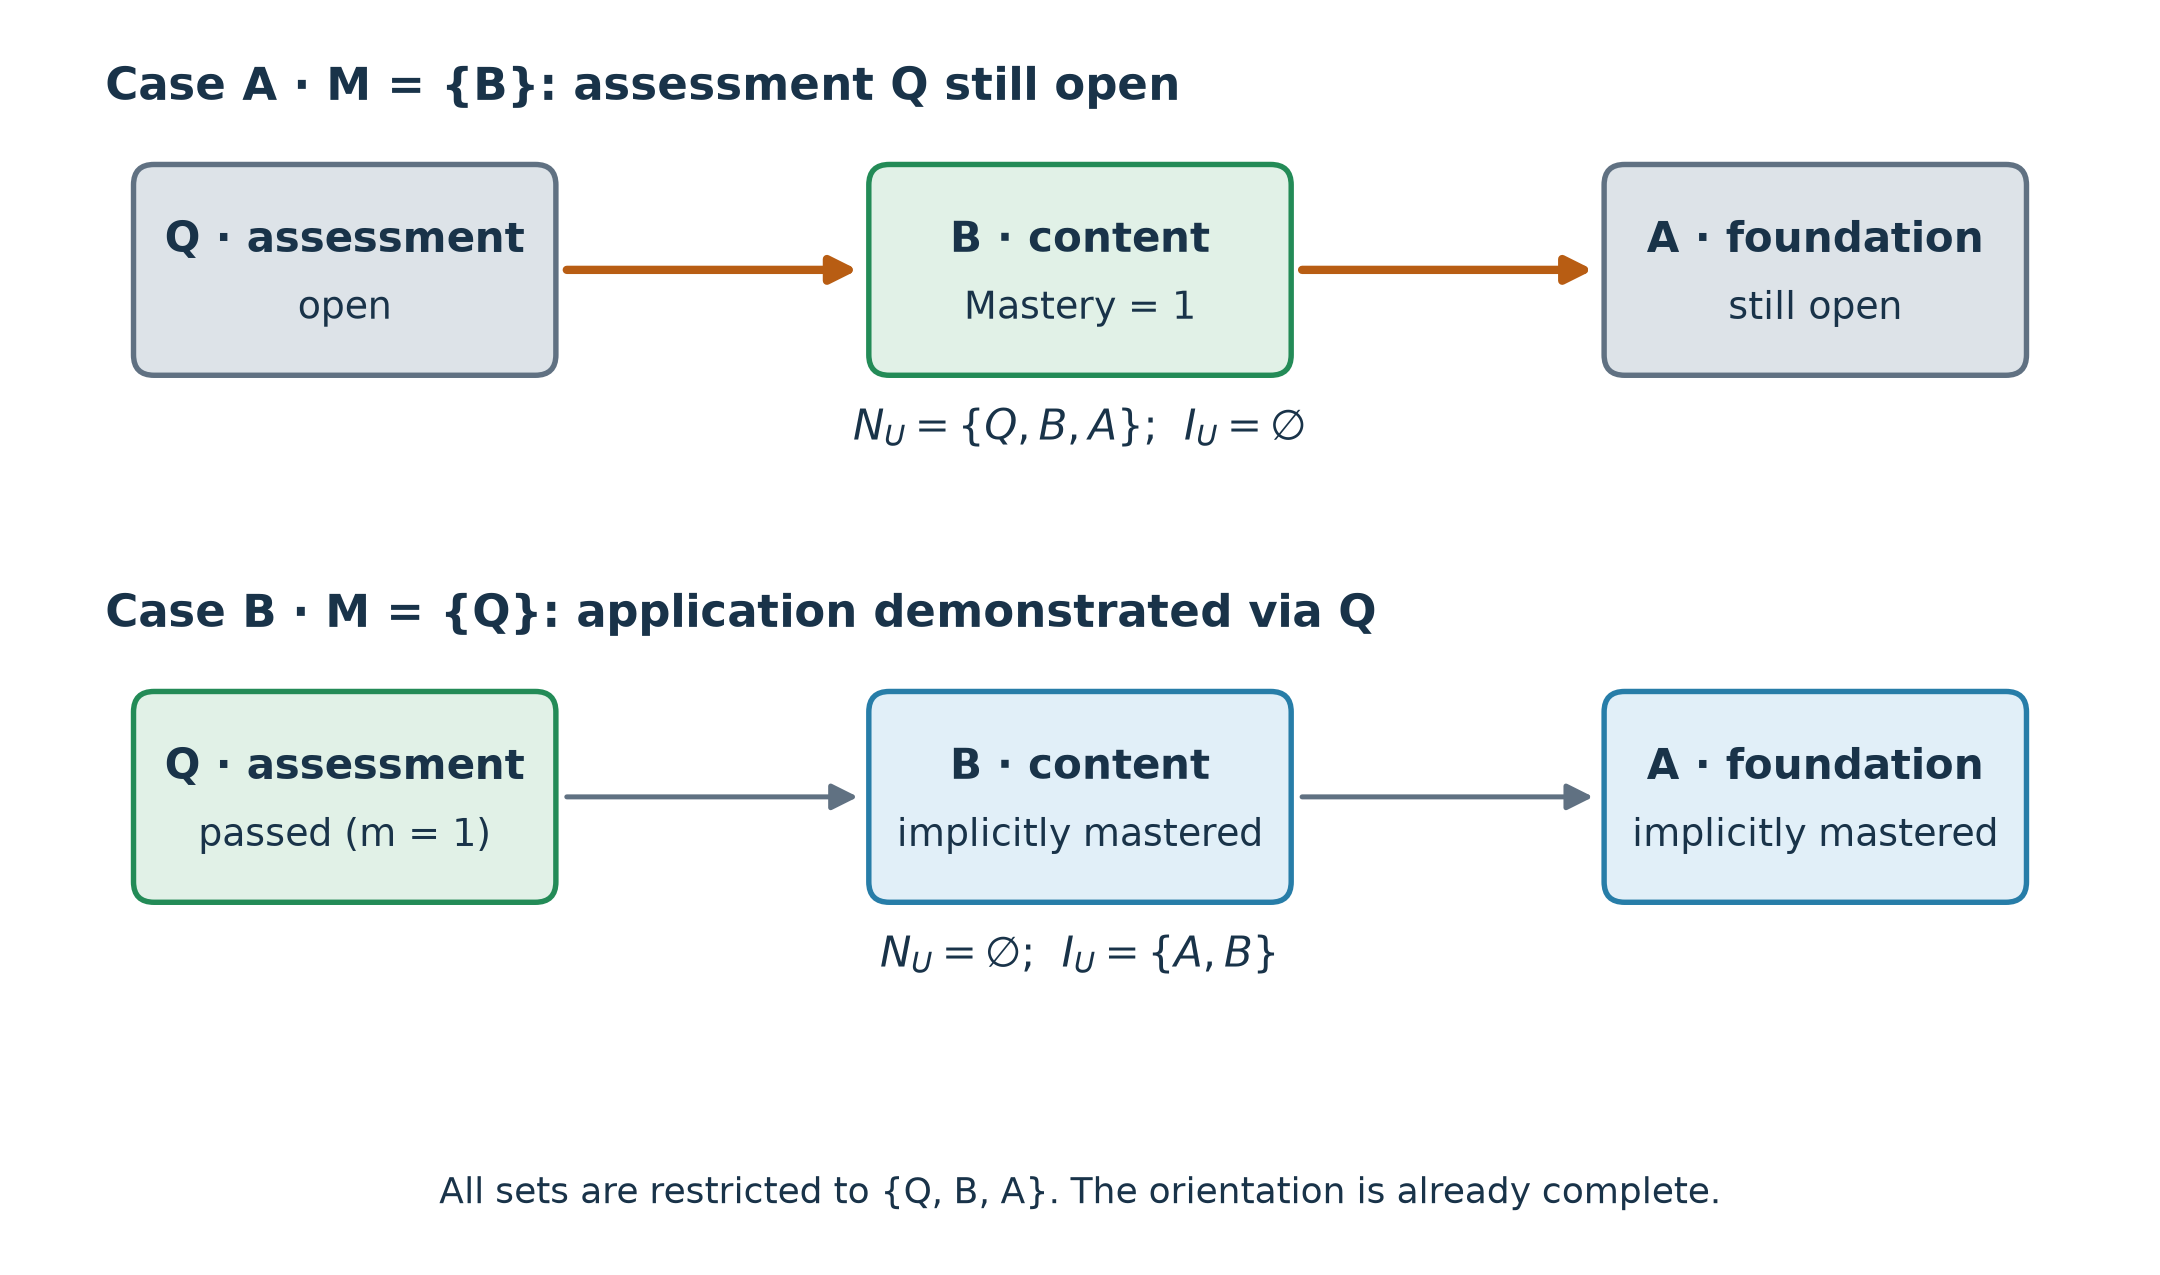 Case A · M = {B}: assessment Q still open
Q · assessment
open
B · content
Mastery = 1
A · foundation
still open
N_U = {Q, B, A}; I_U = ∅
Case B · M = {Q}: application demonstrated via Q
Q · assessment
passed (m = 1)
B · content
implicitly mastered
A · foundation
implicitly mastered
N_U = ∅; I_U = {A, B}
All sets are restricted to {Q, B, A}. The orientation is already complete.